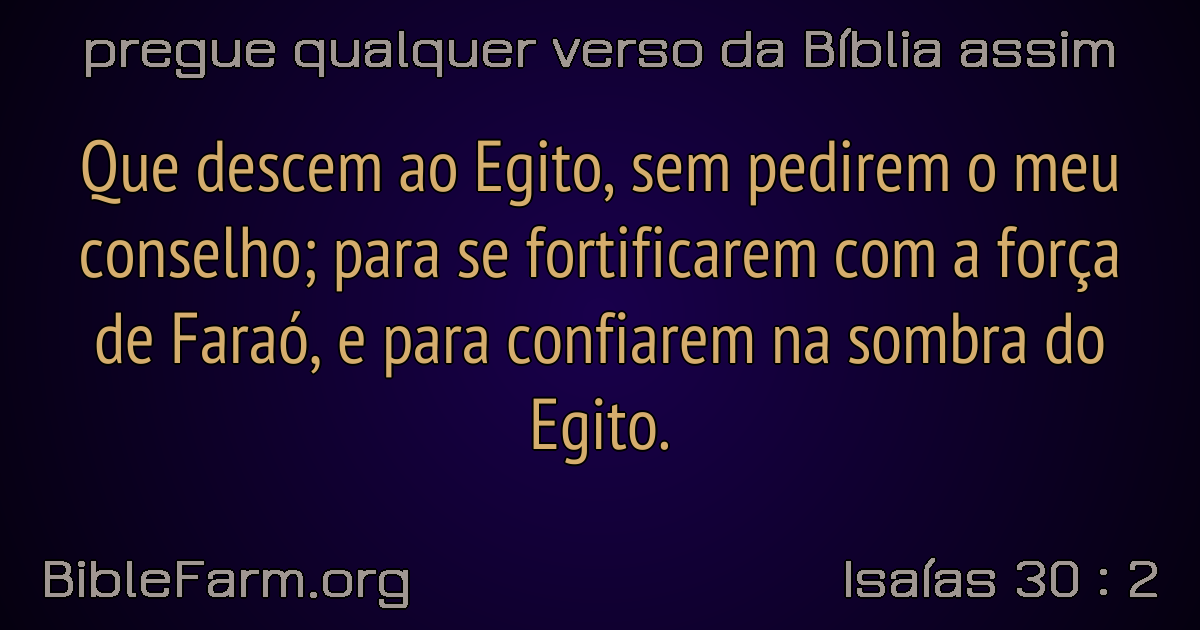 pregue qualquer verso da Bíblia assim
Que descem ao Egito, sem pedirem o meu
conselho; para se fortificarem com a força
de Faraó, e para confiarem na sombra do
Egito.
BibleFarm.org
Isaías 30 : 2